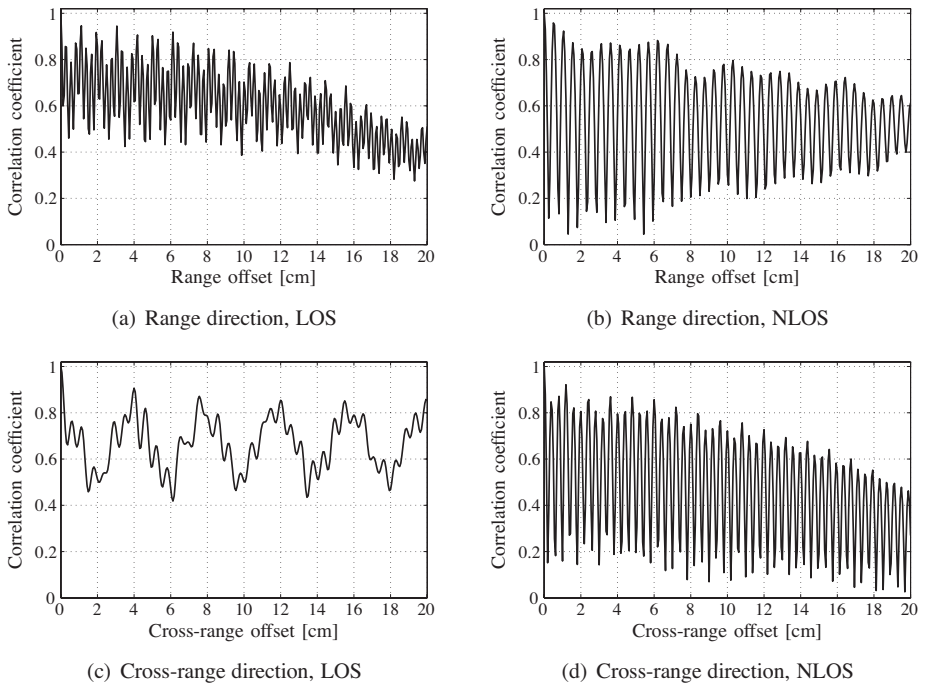 Correlation coefficient
1
0.8
0.6
0.4
0.2
0
0 2 4 6 8 10 12 14 16 18 20
Range offset [cm]
(a) Range direction, LOS
Correlation coefficient
1
0.8
0.6
0.4
0.2
0
0 2 4 6 8 10 12 14 16 18 20
Range offset [cm]
(b) Range direction, NLOS
Correlation coefficient
1
0.8
0.6
0.4
0.2
0
0 2 4 6 8 10 12 14 16 18 20
Cross-range offset [cm]
(c) Cross-range direction, LOS
Correlation coefficient
1
0.8
0.6
0.4
0.2
0
0 2 4 6 8 10 12 14 16 18 20
Cross-range offset [cm]
(d) Cross-range direction, NLOS